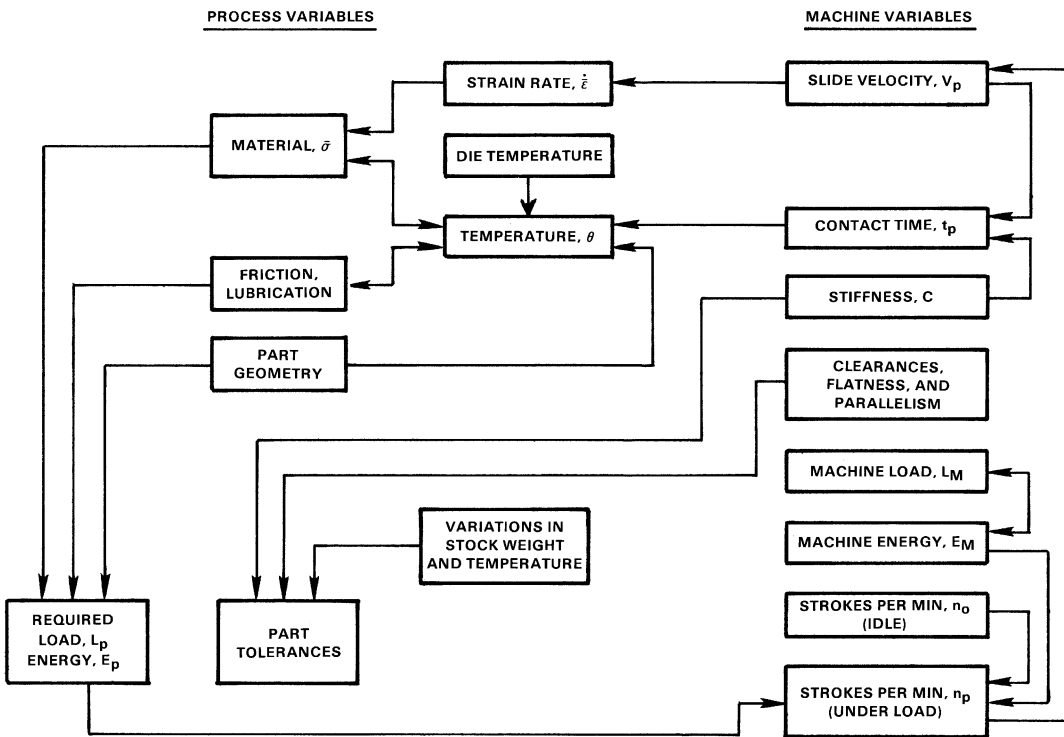 PROCESS VARIABLES
MACHINE VARIABLES
STRAIN RATE, ε̄̇
SLIDE VELOCITY, Vp
MATERIAL, σ̄
DIE TEMPERATURE
TEMPERATURE, θ
CONTACT TIME, tp
FRICTION,
LUBRICATION
STIFFNESS, C
PART
GEOMETRY
CLEARANCES,
FLATNESS, AND
PARALLELISM
MACHINE LOAD, LM
VARIATIONS IN
STOCK WEIGHT
AND TEMPERATURE
MACHINE ENERGY, EM
REQUIRED
LOAD, Lp
ENERGY, Ep
PART
TOLERANCES
STROKES PER MIN, no
(IDLE)
STROKES PER MIN, np
(UNDER LOAD)